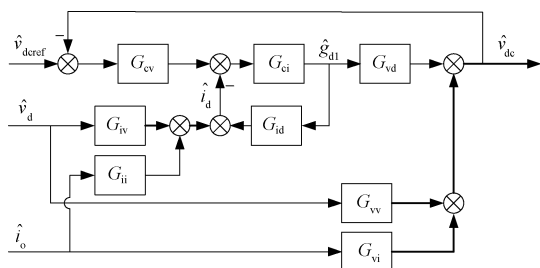 v̂dcref − Gcv Gci ĝd1 Gvd v̂dc
îd −
v̂d Giv Gid
Gii
Gvv
îo Gvi